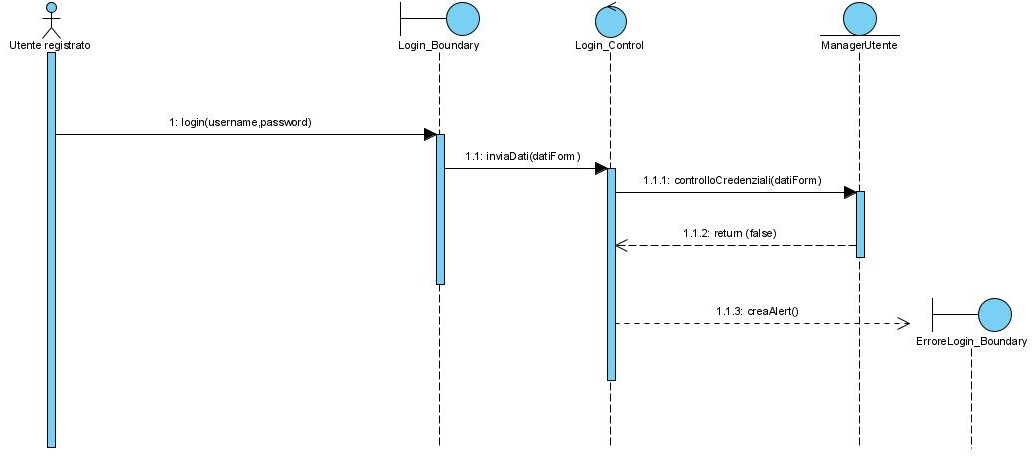 Utente registrato
Login_Boundary
Login_Control
ManagerUtente
1: login(username,password)
1.1: inviaDati(datiForm)
1.1.1: controlloCredenziali(datiForm)
1.1.2: return (false)
1.1.3: creaAlert()
ErroreLogin_Boundary